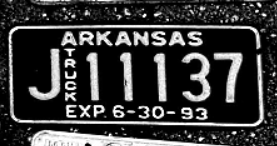 ARKANSAS
TRUCK
J 11137
EXP. 6-30-93